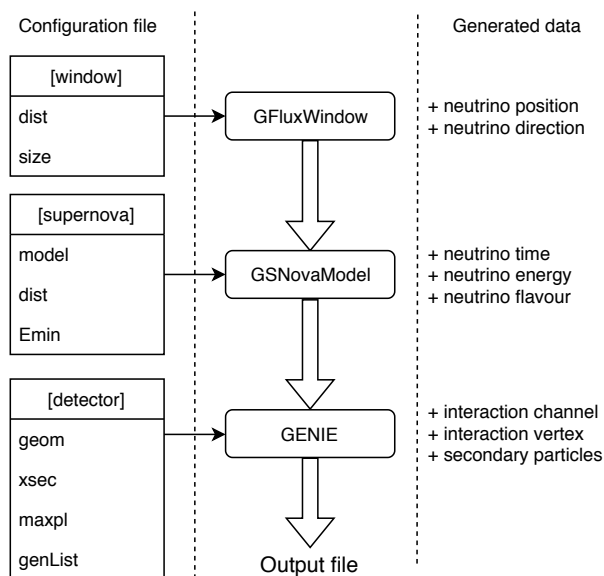 Configuration file
Generated data
[window]
dist
size
GFluxWindow
+ neutrino position
+ neutrino direction
[supernova]
model
dist
Emin
GSNovaModel
+ neutrino time
+ neutrino energy
+ neutrino flavour
[detector]
geom
xsec
maxpl
genList
GENIE
+ interaction channel
+ interaction vertex
+ secondary particles
Output file